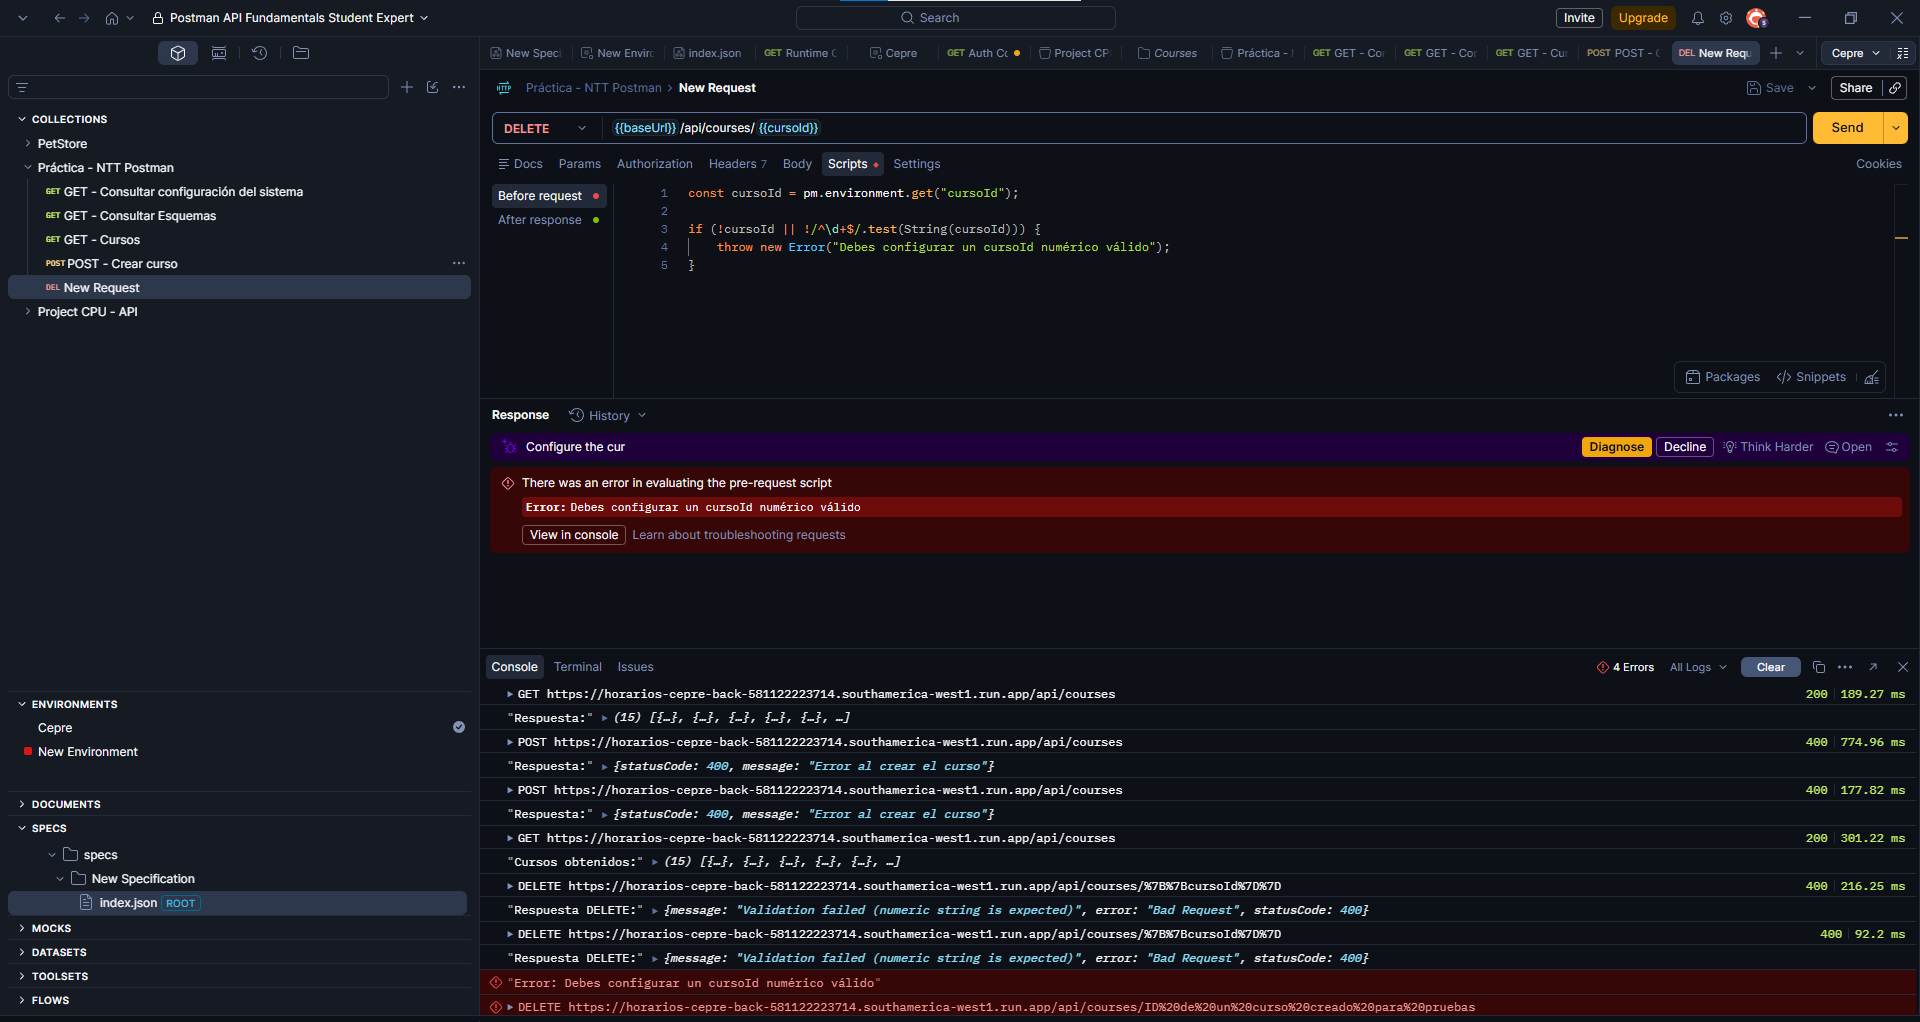 Postman API Fundamentals Student Expert
Search
Invite
Upgrade
New Speci
New Enviro
index.json
GET Runtime
Cepre
GET Auth Co
Project CP
Courses
Práctica -
GET GET - Co
GET GET - Co
GET GET - Cu
POST POST -
DEL New Requ
Cepre
COLLECTIONS
PetStore
Práctica - NTT Postman
GET GET - Consultar configuración del sistema
GET GET - Consultar Esquemas
GET GET - Cursos
POST POST - Crear curso
DEL New Request
Project CPU - API
HTTP Práctica - NTT Postman > New Request
Save
Share
DELETE
{{baseUrl}}/api/courses/{{cursoId}}
Send
Docs
Params
Authorization
Headers 7
Body
Scripts
Settings
Cookies
Before request
After response
1 const cursoId = pm.environment.get("cursoId");
2
3 if (!cursoId || !/^\d+$/.test(String(cursoId))) {
4 throw new Error("Debes configurar un cursoId numérico válido");
5 }
Packages
</> Snippets
Response
History
Configure the cur
Diagnose
Decline
Think Harder
Open
There was an error in evaluating the pre-request script
Error: Debes configurar un cursoId numérico válido
View in console
Learn about troubleshooting requests
Console
Terminal
Issues
4 Errors
All Logs
Clear
GET https://horarios-cepre-back-581122223714.southamerica-west1.run.app/api/courses 200 189.27 ms
"Respuesta:" (15) [{…}, {…}, {…}, {…}, {…}, …]
POST https://horarios-cepre-back-581122223714.southamerica-west1.run.app/api/courses 400 774.96 ms
"Respuesta:" {statusCode: 400, message: "Error al crear el curso"}
POST https://horarios-cepre-back-581122223714.southamerica-west1.run.app/api/courses 400 177.82 ms
"Respuesta:" {statusCode: 400, message: "Error al crear el curso"}
GET https://horarios-cepre-back-581122223714.southamerica-west1.run.app/api/courses 200 301.22 ms
"Cursos obtenidos:" (15) [{…}, {…}, {…}, {…}, {…}, …]
DELETE https://horarios-cepre-back-581122223714.southamerica-west1.run.app/api/courses/%7B%7BcursoId%7D%7D 400 216.25 ms
"Respuesta DELETE:" {message: "Validation failed (numeric string is expected)", error: "Bad Request", statusCode: 400}
DELETE https://horarios-cepre-back-581122223714.southamerica-west1.run.app/api/courses/%7B%7BcursoId%7D%7D 400 92.2 ms
"Respuesta DELETE:" {message: "Validation failed (numeric string is expected)", error: "Bad Request", statusCode: 400}
"Error: Debes configurar un cursoId numérico válido"
DELETE https://horarios-cepre-back-581122223714.southamerica-west1.run.app/api/courses/ID%20de%20un%20curso%20creado%20para%20pruebas
ENVIRONMENTS
Cepre
New Environment
DOCUMENTS
SPECS
specs
New Specification
index.json ROOT
MOCKS
DATASETS
TOOLSETS
FLOWS